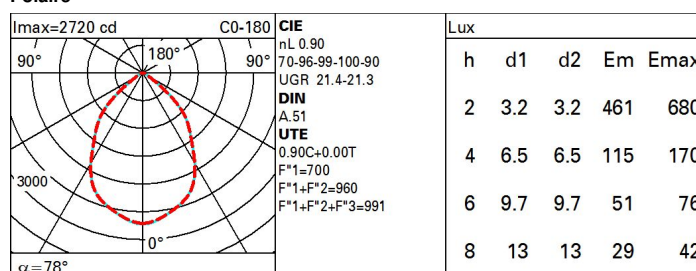 Imax=2720 cd C0-180
90° 180° 90°
3000
0°
α=78°
CIE
nL 0.90
70-96-99-100-90
UGR 21.4-21.3
DIN
A.51
UTE
0.90C+0.00T
F"1=700
F"1+F"2=960
F"1+F"2+F"3=991
Lux
h d1 d2 Em Emax
2 3.2 3.2 461 680
4 6.5 6.5 115 170
6 9.7 9.7 51 76
8 13 13 29 42